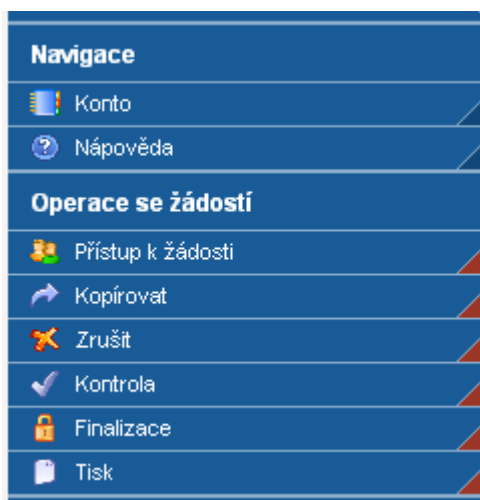 Navigace
Konto
Nápověda
Operace se žádostí
Přístup k žádosti
Kopírovat
Zrušit
Kontrola
Finalizace
Tisk